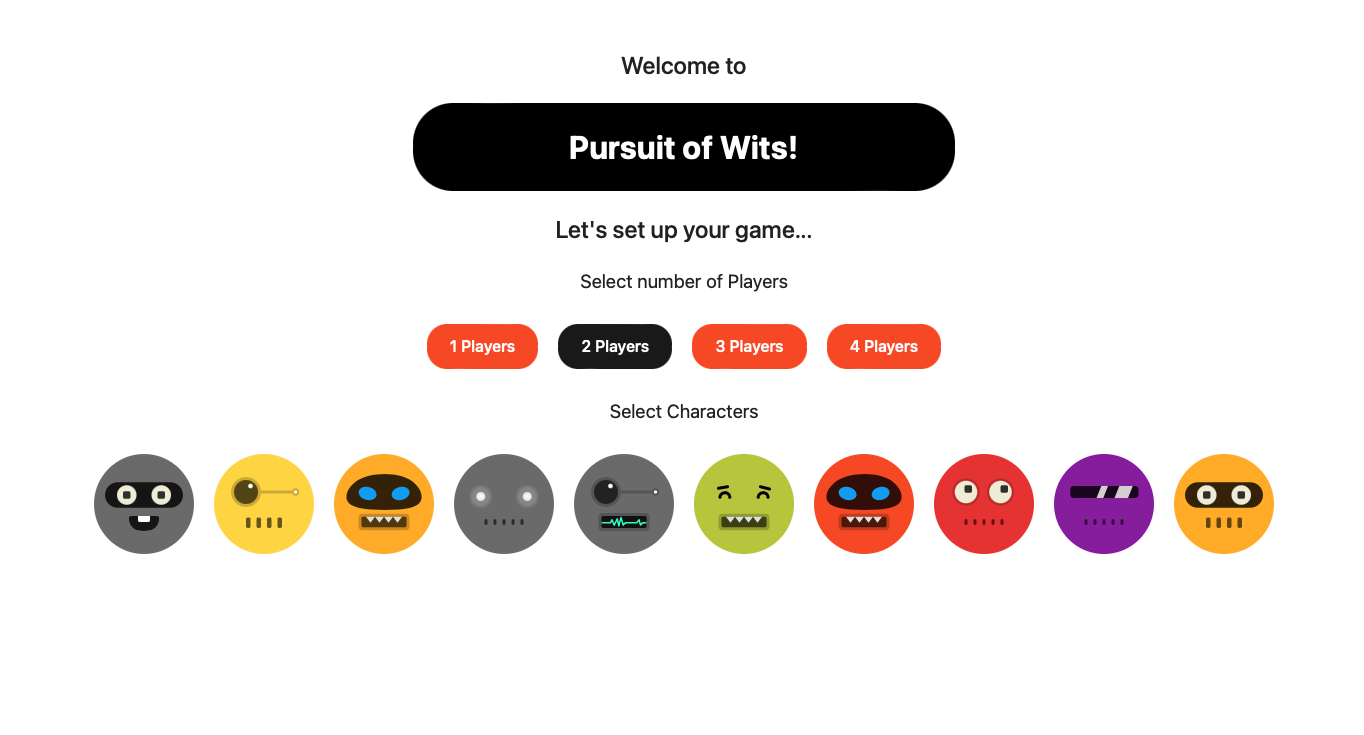 Welcome to
Pursuit of Wits!
Let's set up your game...
Select number of Players
1 Players 2 Players 3 Players 4 Players
Select Characters